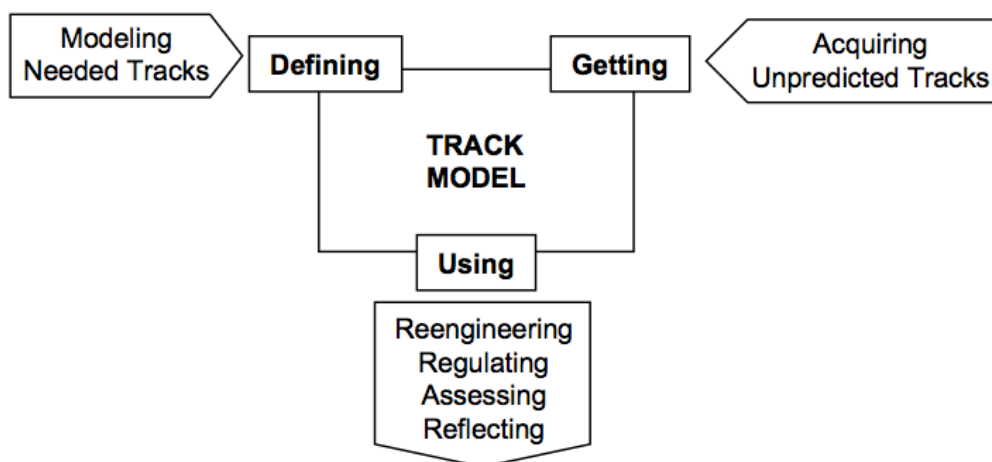 Modeling
Needed Tracks
Defining
Getting
Acquiring
Unpredicted Tracks
TRACK
MODEL
Using
Reengineering
Regulating
Assessing
Reflecting